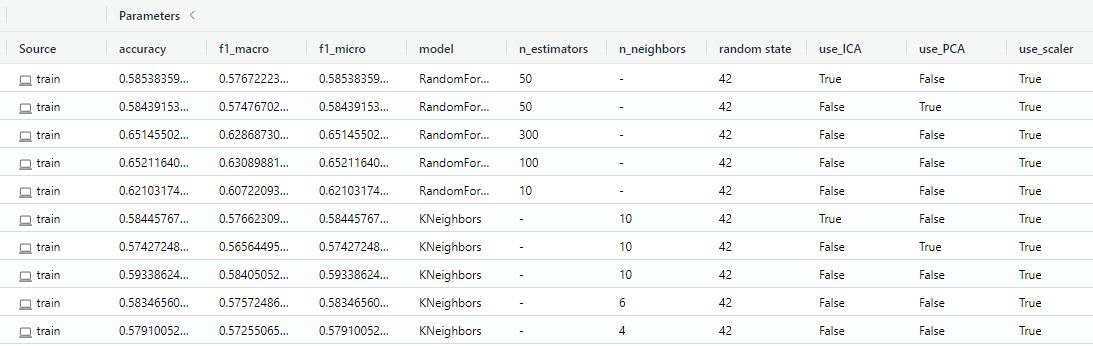 Parameters <
Source accuracy f1_macro f1_micro model n_estimators n_neighbors random state use_ICA use_PCA use_scaler
train 0.58538359... 0.57672223... 0.58538359... RandomFor... 50 - 42 True False True
train 0.58439153... 0.57476702... 0.58439153... RandomFor... 50 - 42 False True True
train 0.65145502... 0.62868730... 0.65145502... RandomFor... 300 - 42 False False True
train 0.65211640... 0.63089881... 0.65211640... RandomFor... 100 - 42 False False True
train 0.62103174... 0.60722093... 0.62103174... RandomFor... 10 - 42 False False True
train 0.58445767... 0.57662309... 0.58445767... KNeighbors - 10 42 True False True
train 0.57427248... 0.56564495... 0.57427248... KNeighbors - 10 42 False True True
train 0.59338624... 0.58405052... 0.59338624... KNeighbors - 10 42 False False True
train 0.58346560... 0.57572486... 0.58346560... KNeighbors - 6 42 False False True
train 0.57910052... 0.57255065... 0.57910052... KNeighbors - 4 42 False False True